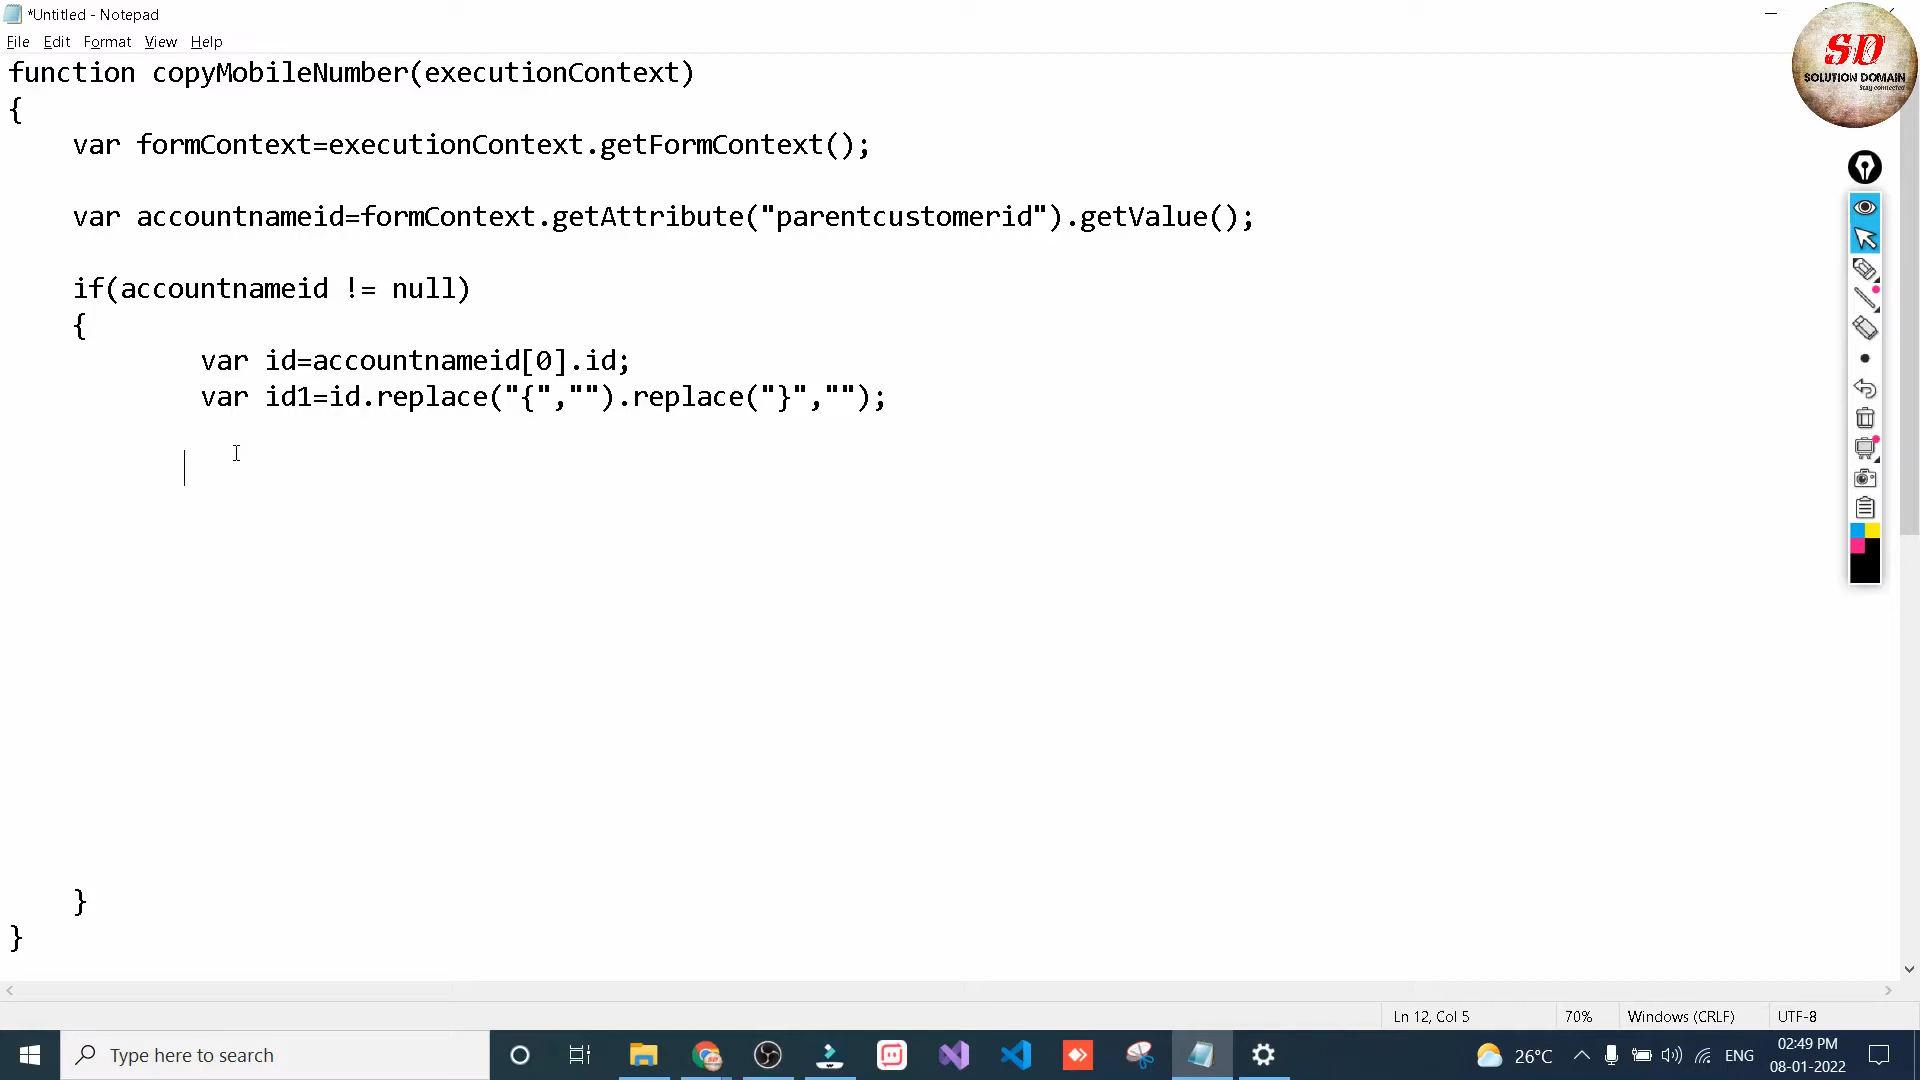 *Untitled - Notepad
File Edit Format View Help
function copyMobileNumber(executionContext)
{
var formContext=executionContext.getFormContext();
var accountnameid=formContext.getAttribute("parentcustomerid").getValue();
if(accountnameid != null)
{
var id=accountnameid[0].id;
var id1=id.replace("{","").replace("}","");
}
}
SD
SOLUTION DOMAIN
Stay connected
Ln 12, Col 5 70% Windows (CRLF) UTF-8
Type here to search
26°C ENG 02:49 PM
08-01-2022